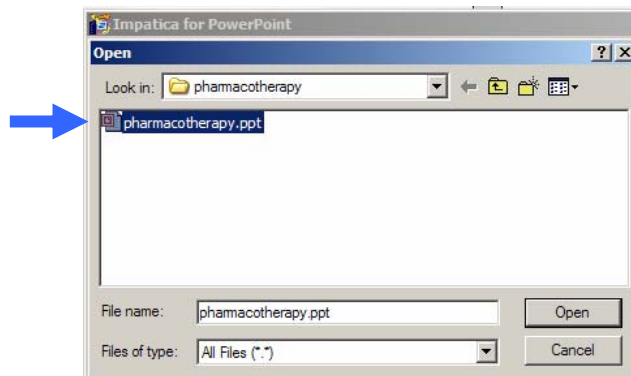 Impatica for PowerPoint
Open
Look in: pharmacotherapy
pharmacotherapy.ppt
File name: pharmacotherapy.ppt Open
Files of type: All Files (*.*) Cancel